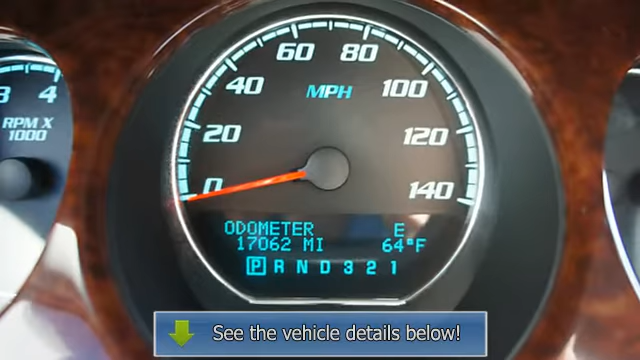 60 80
40 MPH 100
3 4
RPM X
1000
20 120
0 140
ODOMETER E
17062 MI 64°F
P R N D 3 2 1
See the vehicle details below!